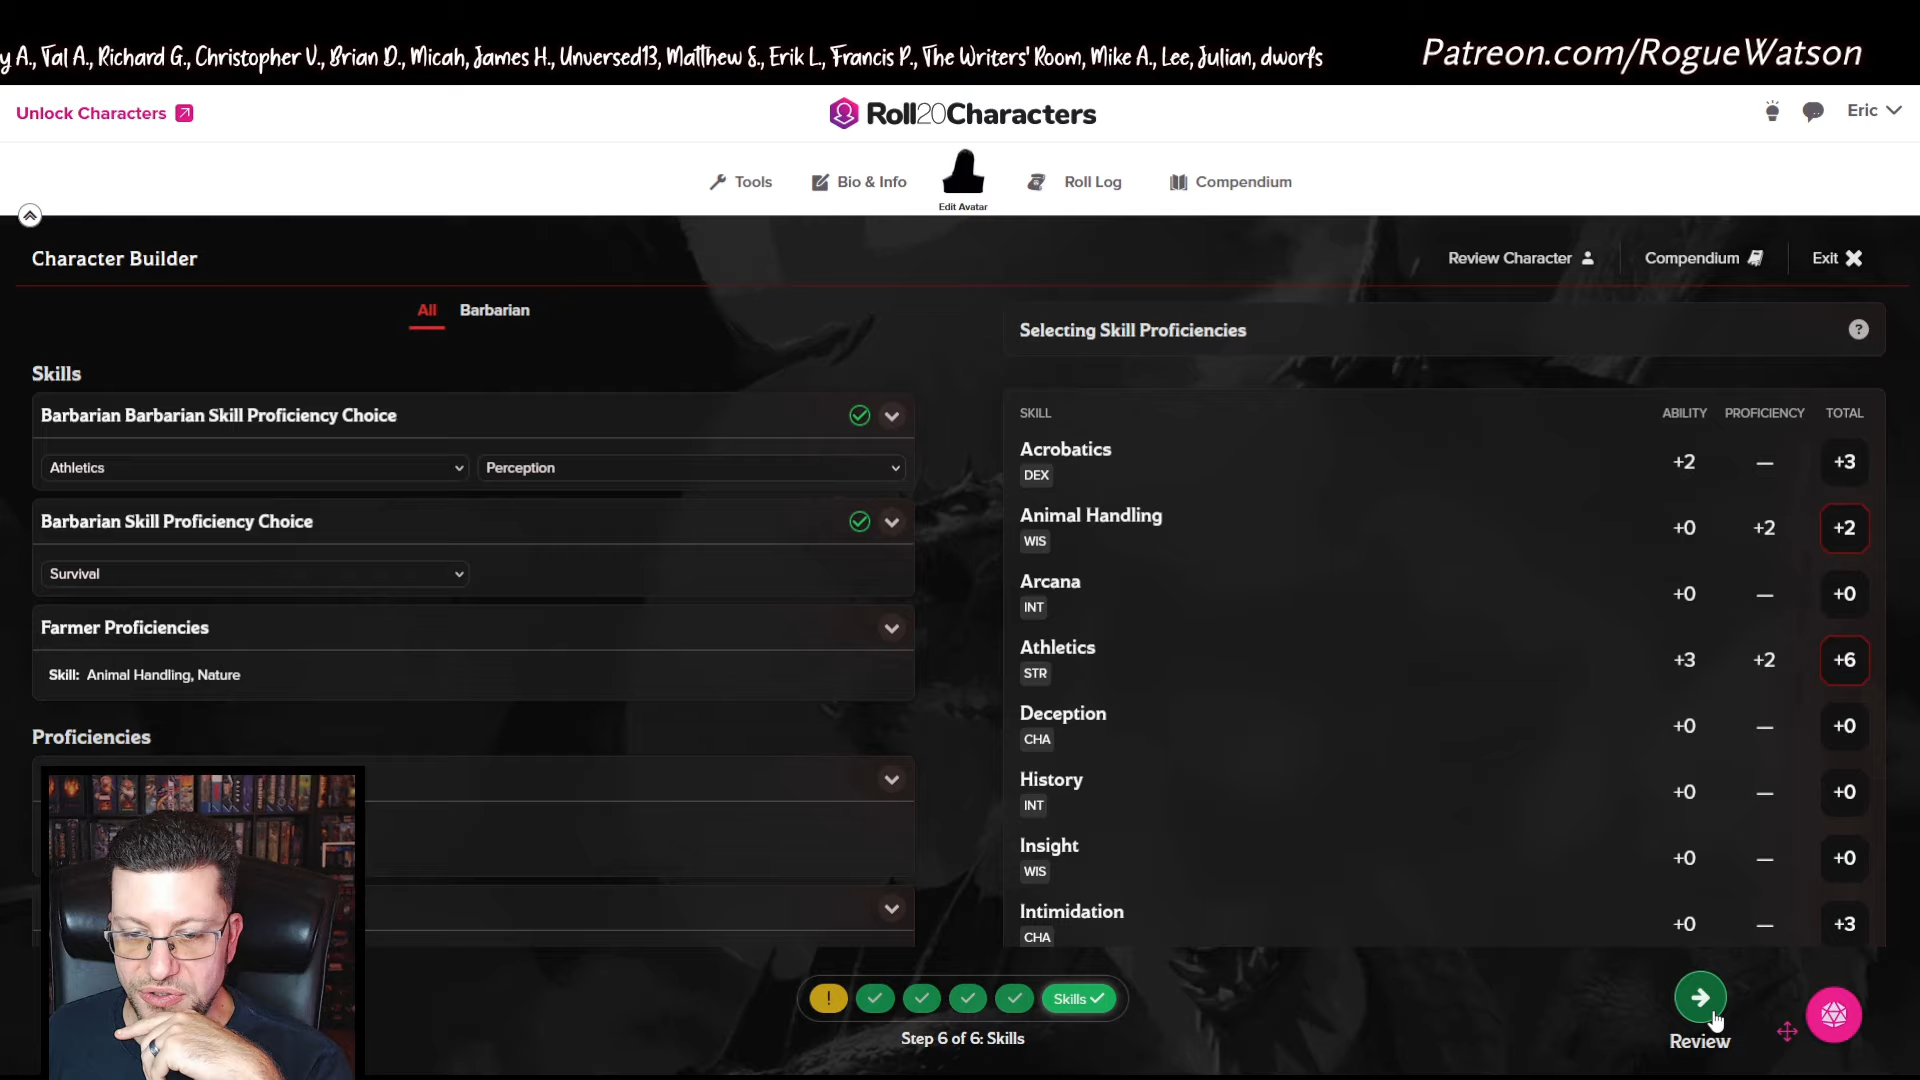 y A., Tal A., Richard G., Christopher V., Brian D., Micah, James H., Unversed13, Matthew S., Erik L., Francis P., The Writers' Room, Mike A., Lee, Julian, dworfs
Patreon.com/RogueWatson
Unlock Characters
Roll20Characters
Eric
Tools
Bio & Info
Edit Avatar
Roll Log
Compendium
Character Builder
Review Character
Compendium
Exit
All
Barbarian
Selecting Skill Proficiencies
?
Skills
Barbarian Barbarian Skill Proficiency Choice
Athletics
Perception
Barbarian Skill Proficiency Choice
Survival
Farmer Proficiencies
Skill: Animal Handling, Nature
Proficiencies
SKILL ABILITY PROFICIENCY TOTAL
Acrobatics
DEX
+2 — +3
Animal Handling
WIS
+0 +2 +2
Arcana
INT
+0 — +0
Athletics
STR
+3 +2 +6
Deception
CHA
+0 — +0
History
INT
+0 — +0
Insight
WIS
+0 — +0
Intimidation
CHA
+0 — +3
!
Skills
Step 6 of 6: Skills
Review